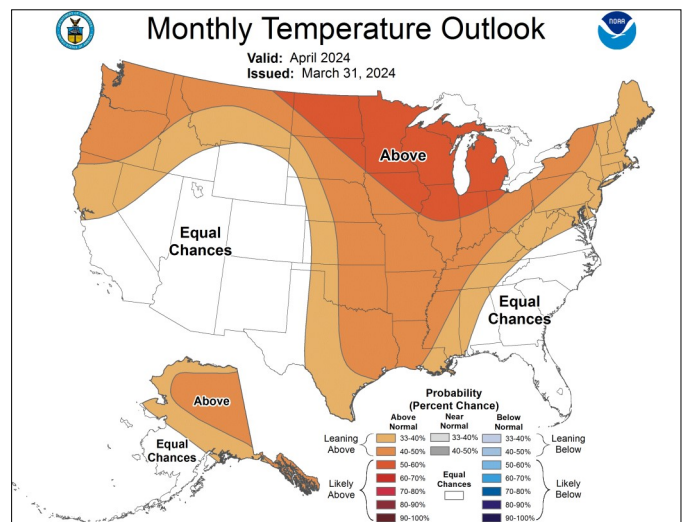 Monthly Temperature Outlook
NOAA
Valid: April 2024
Issued: March 31, 2024
Above
Equal
Chances
Equal
Chances
Above
Equal
Chances
Probability
(Percent Chance)
Above
Normal
Near
Normal
Below
Normal
Leaning
Above
33-40%
40-50%
33-40%
40-50%
33-40%
40-50%
Leaning
Below
Likely
Above
50-60%
60-70%
70-80%
80-90%
90-100%
Equal
Chances
50-60%
60-70%
70-80%
80-90%
90-100%
Likely
Below